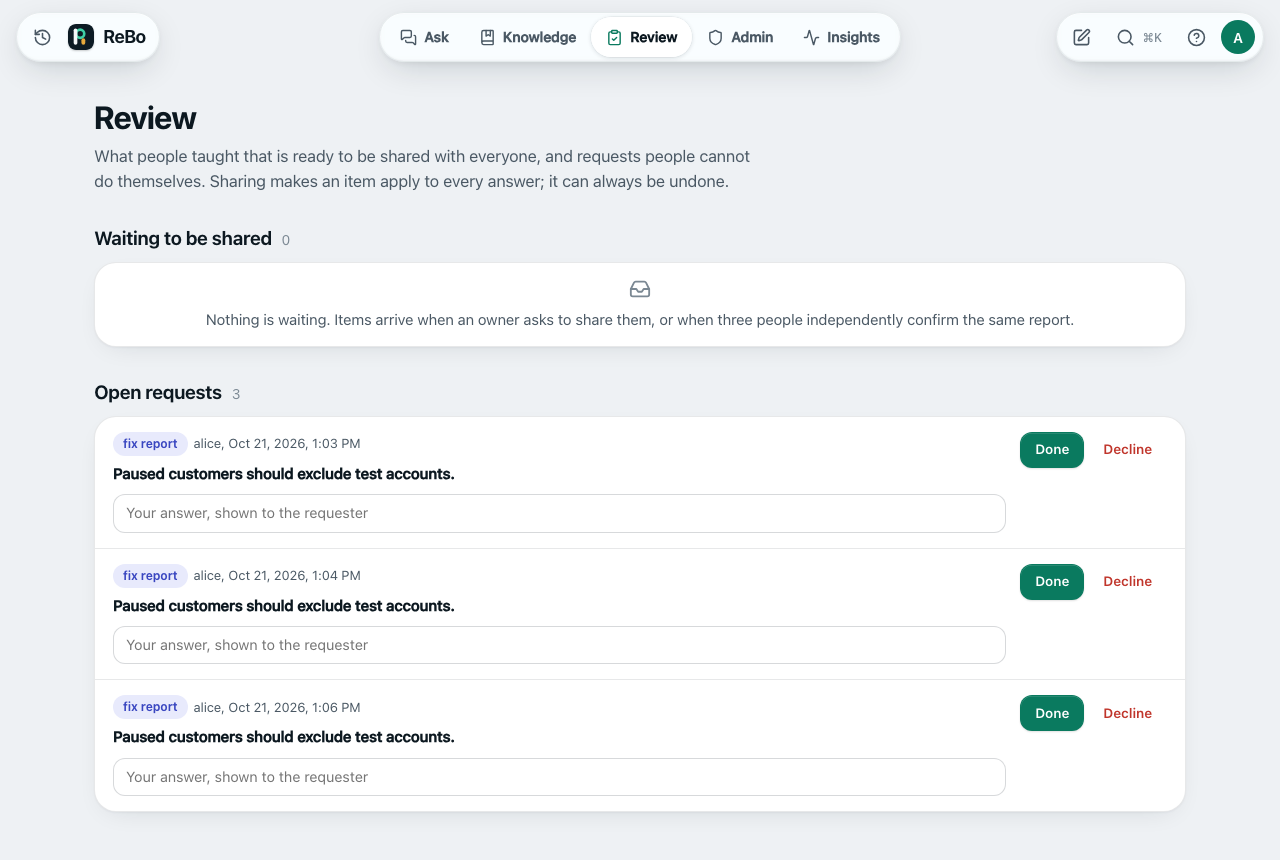 ReBo
Ask
Knowledge
Review
Admin
Insights
⌘K
A
Review
What people taught that is ready to be shared with everyone, and requests people cannot
do themselves. Sharing makes an item apply to every answer; it can always be undone.
Waiting to be shared 0
Nothing is waiting. Items arrive when an owner asks to share them, or when three people independently confirm the same report.
Open requests 3
fix report alice, Oct 21, 2026, 1:03 PM
Done
Decline
Paused customers should exclude test accounts.
Your answer, shown to the requester
fix report alice, Oct 21, 2026, 1:04 PM
Done
Decline
Paused customers should exclude test accounts.
Your answer, shown to the requester
fix report alice, Oct 21, 2026, 1:06 PM
Done
Decline
Paused customers should exclude test accounts.
Your answer, shown to the requester